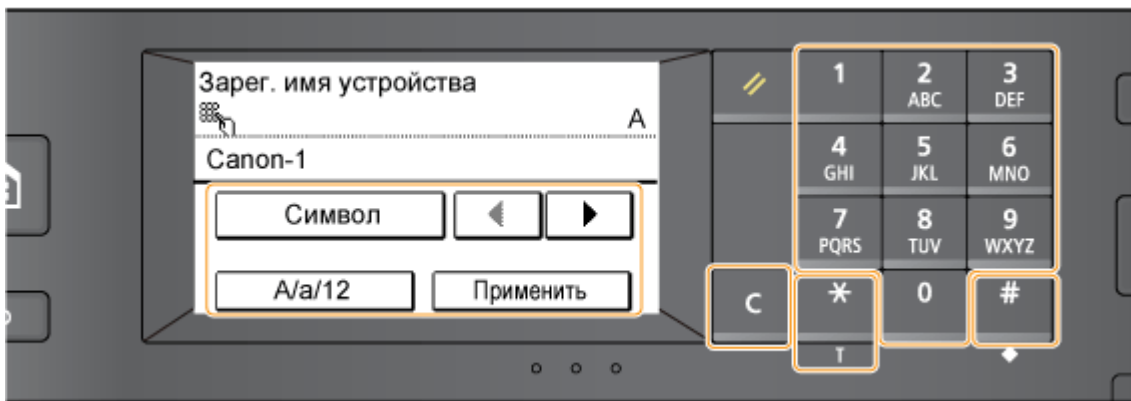 Зарег. имя устройства
A
Canon-1
Символ
A/a/12
Применить
1
2
ABC
3
DEF
4
GHI
5
JKL
6
MNO
7
PQRS
8
TUV
9
WXYZ
C
*
0
#
T